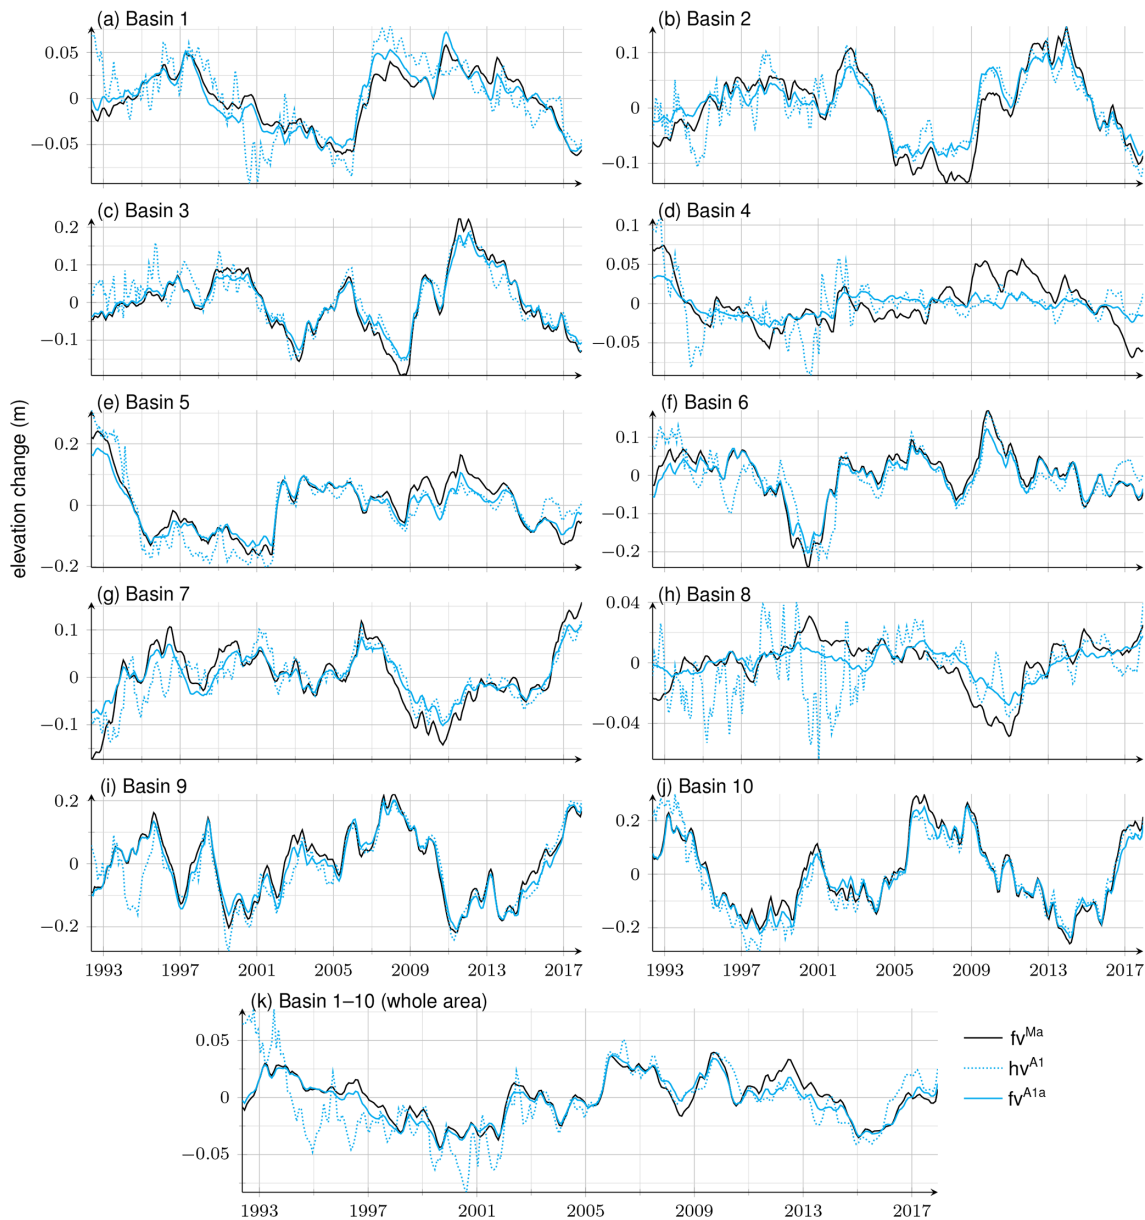 (a) Basin 1
0.05
0
−0.05
(b) Basin 2
0.1
0
−0.1
(c) Basin 3
0.2
0.1
0
−0.1
(d) Basin 4
0.1
0.05
0
−0.05
(e) Basin 5
0.2
0
−0.2
(f) Basin 6
0.1
0
−0.1
−0.2
elevation change (m)
(g) Basin 7
0.1
0
−0.1
(h) Basin 8
0.04
0
−0.04
(i) Basin 9
0.2
0
−0.2
1993 1997 2001 2005 2009 2013 2017
(j) Basin 10
0.2
0
−0.2
1993 1997 2001 2005 2009 2013 2017
(k) Basin 1–10 (whole area)
0.05
0
−0.05
1993 1997 2001 2005 2009 2013 2017
fv^Ma
hv^A1
fv^A1a